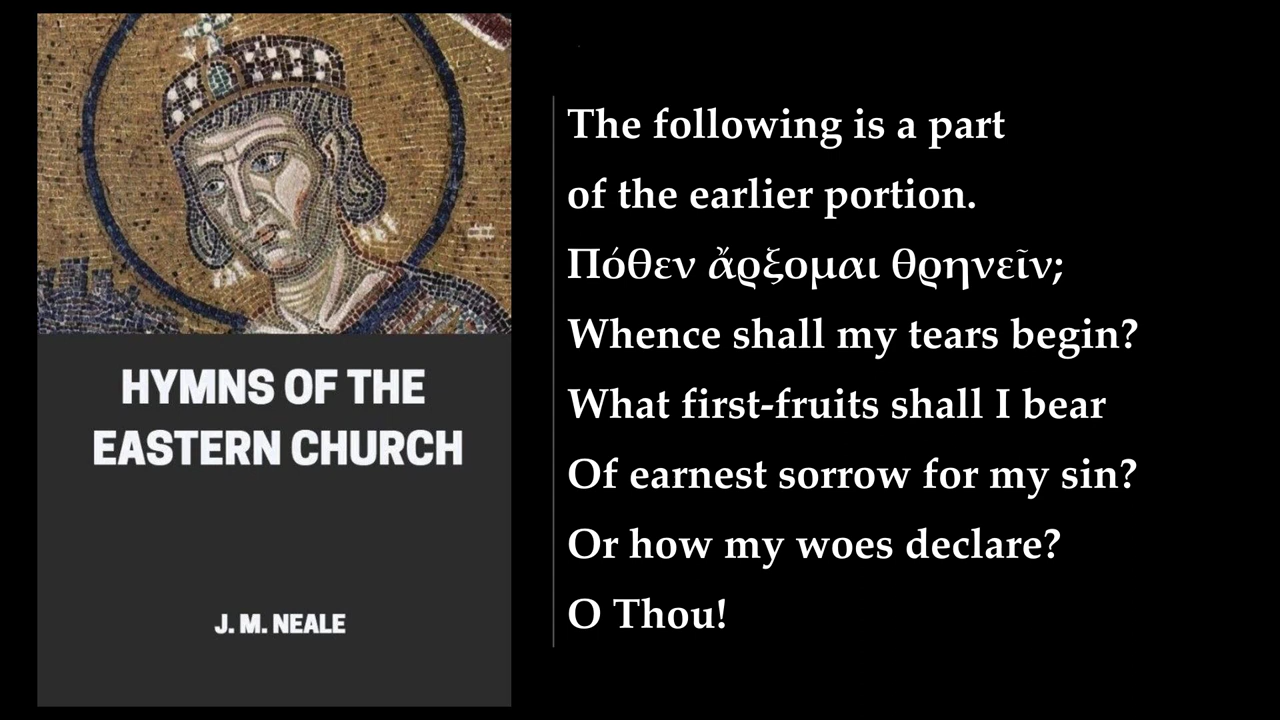 HYMNS OF THE
EASTERN CHURCH
J. M. NEALE
The following is a part
of the earlier portion.
Πόθεν ἄρξομαι θρηνεῖν;
Whence shall my tears begin?
What first-fruits shall I bear
Of earnest sorrow for my sin?
Or how my woes declare?
O Thou!